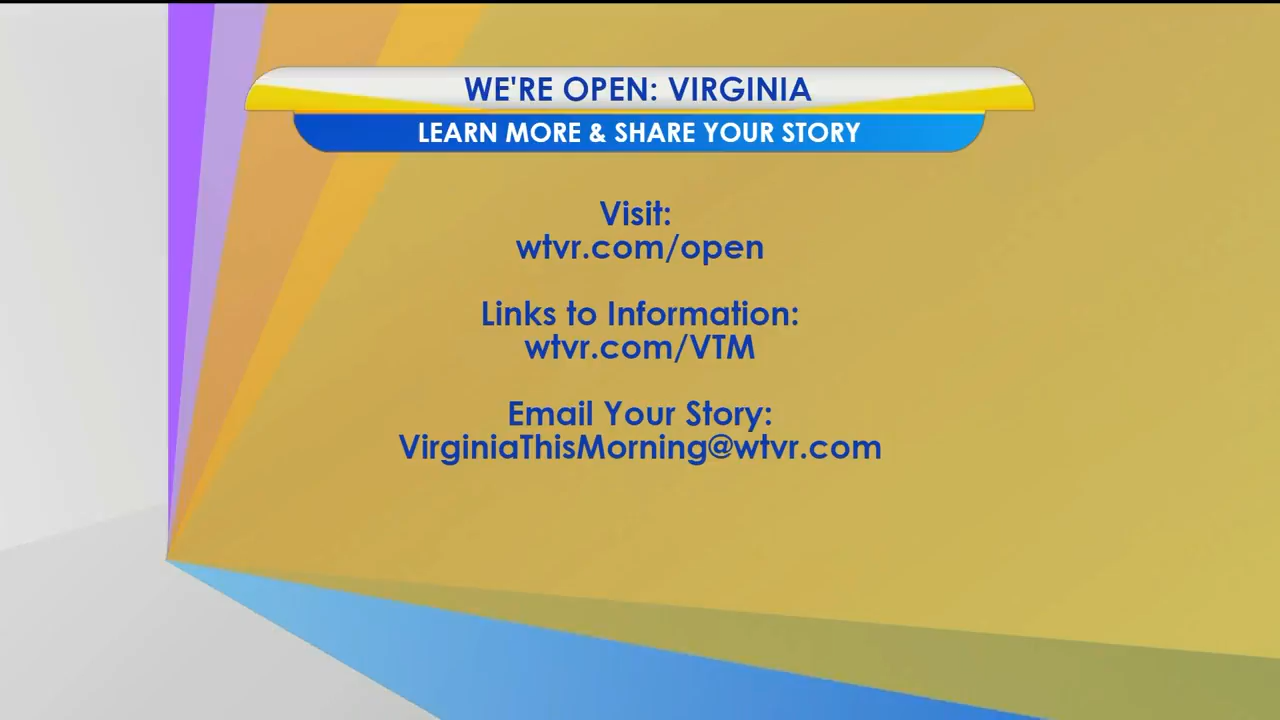 WE'RE OPEN: VIRGINIA
LEARN MORE & SHARE YOUR STORY
Visit:
wtvr.com/open
Links to Information:
wtvr.com/VTM
Email Your Story:
VirginiaThisMorning@wtvr.com